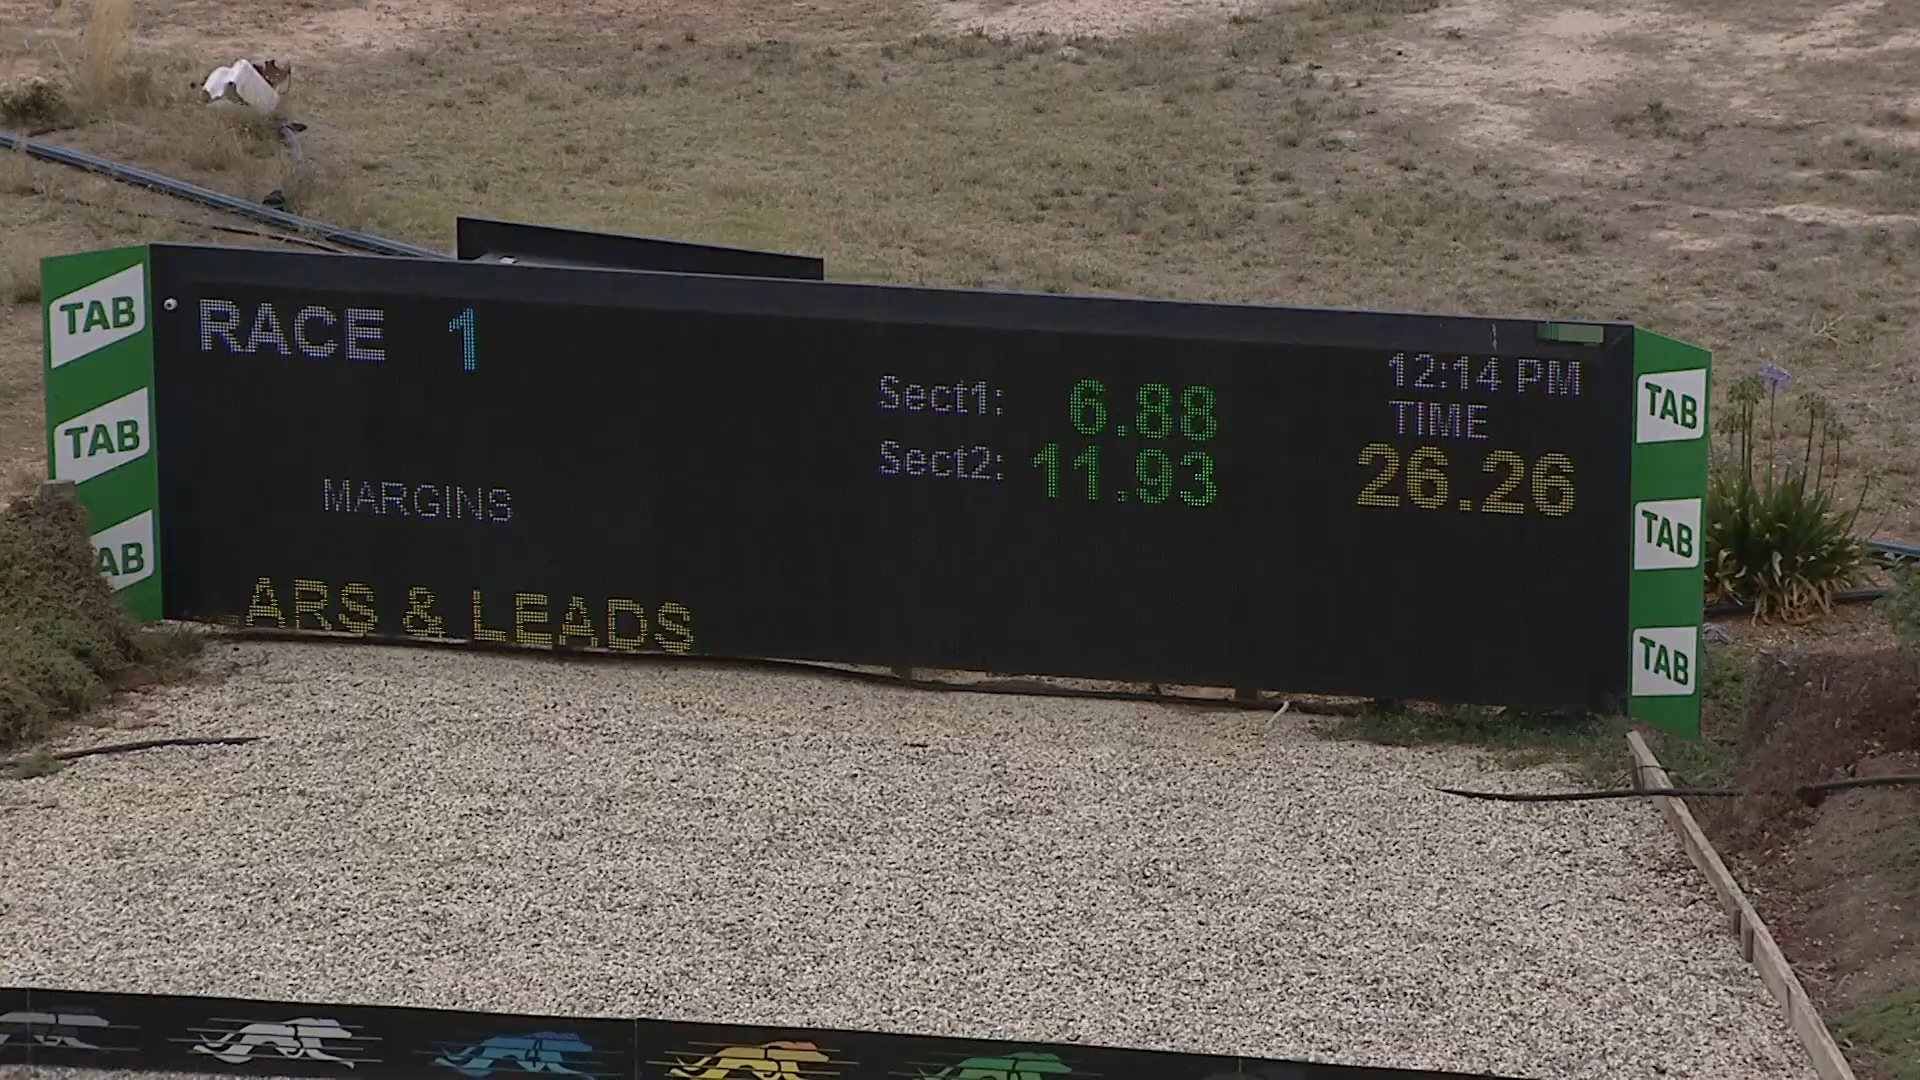 TAB
TAB
AB
RACE 1
Sect1: 6.88
Sect2: 11.93
12:14 PM
TIME
26.26
MARGINS
ARS & LEADS
TAB
TAB
TAB